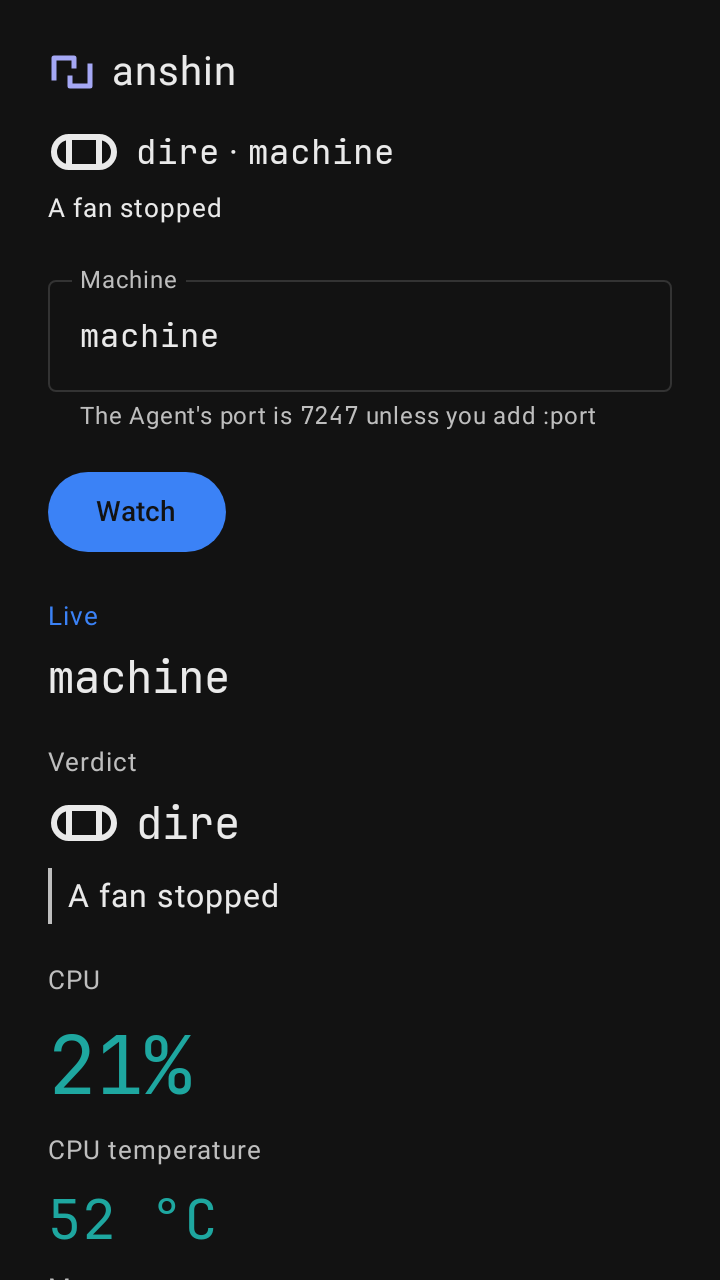 anshin
dire · machine
A fan stopped
Machine
machine
The Agent's port is 7247 unless you add :port
Watch
Live
machine
Verdict
dire
A fan stopped
CPU
21%
CPU temperature
52 °C